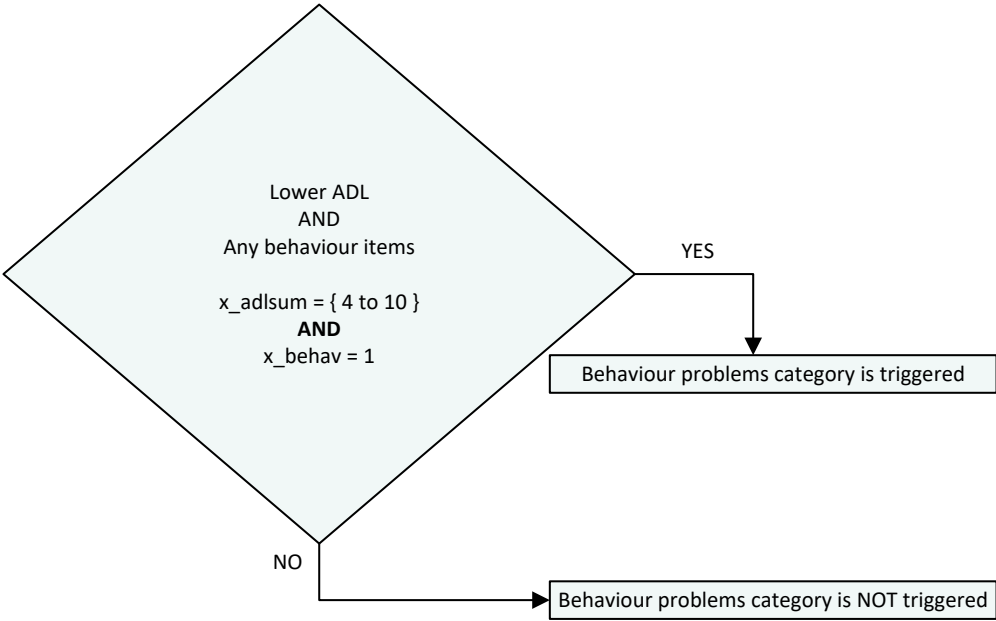 Lower ADL
AND
Any behaviour items
x_adlsum = { 4 to 10 }
AND
x_behav = 1
YES
Behaviour problems category is triggered
NO
Behaviour problems category is NOT triggered